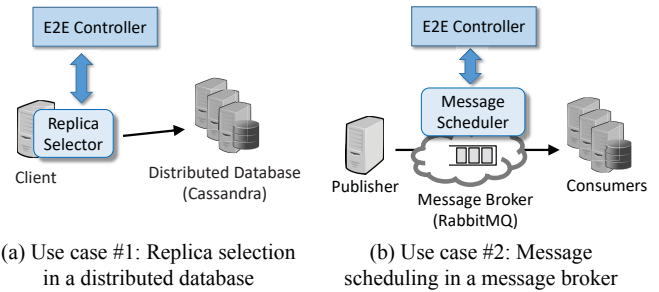 E2E Controller
Replica
Selector
Client
Distributed Database
(Cassandra)
(a) Use case #1: Replica selection
in a distributed database
E2E Controller
Message
Scheduler
Publisher
Message Broker
(RabbitMQ)
Consumers
(b) Use case #2: Message
scheduling in a message broker